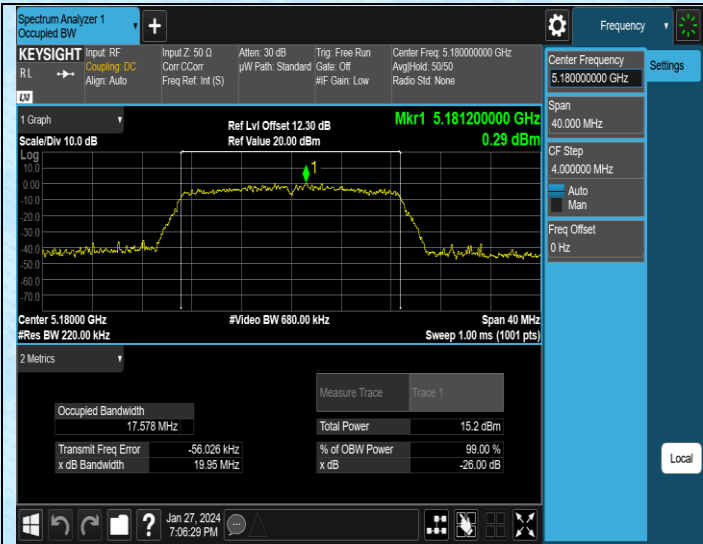 Spectrum Analyzer 1
Occupied BW
+
Frequency
KEYSIGHT
RL
LXI
Input: RF
Coupling: DC
Align: Auto
Input Z: 50 Ω
Corr CCorr
Freq Ref: Int (S)
Atten: 30 dB
µW Path: Standard
Trig: Free Run
Gate: Off
#IF Gain: Low
Center Freq: 5.180000000 GHz
Avg|Hold: 50/50
Radio Std: None
Center Frequency
5.180000000 GHz
Settings
Span
40.000 MHz
CF Step
4.000000 MHz
Auto
Man
Freq Offset
0 Hz
Local
1 Graph
Scale/Div 10.0 dB
Ref Lvl Offset 12.30 dB
Ref Value 20.00 dBm
Mkr1 5.181200000 GHz
0.29 dBm
Log
10.0
0.00
-10.0
-20.0
-30.0
-40.0
-50.0
-60.0
-70.0
1
Center 5.18000 GHz
#Video BW 680.00 kHz
Span 40 MHz
#Res BW 220.00 kHz
Sweep 1.00 ms (1001 pts)
2 Metrics
Measure Trace Trace 1
Occupied Bandwidth
17.578 MHz
Total Power 15.2 dBm
Transmit Freq Error -56.026 kHz
% of OBW Power 99.00 %
x dB Bandwidth 19.95 MHz
x dB -26.00 dB
?
Jan 27, 2024
7:06:29 PM